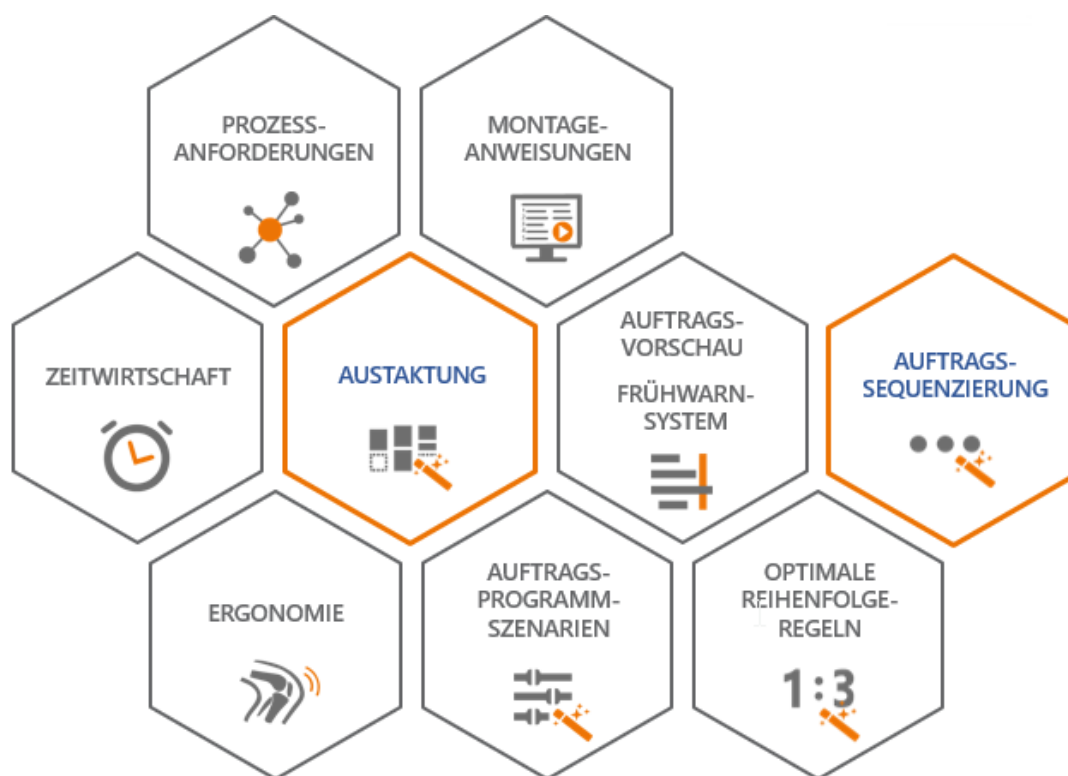 PROZESS-
ANFORDERUNGEN
MONTAGE-
ANWEISUNGEN
ZEITWIRTSCHAFT
AUSTAKTUNG
AUFTRAGS-
VORSCHAU
FRÜHWARN-
SYSTEM
AUFTRAGS-
SEQUENZIERUNG
ERGONOMIE
AUFTRAGS-
PROGRAMM-
SZENARIEN
OPTIMALE
REIHENFOLGE-
REGELN
1:3